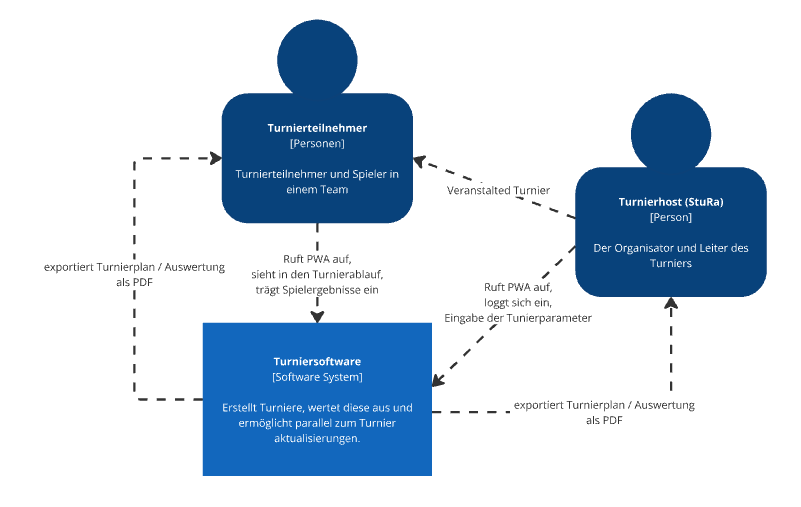 Turnierteilnehmer
[Personen]
Turnierteilnehmer und Spieler in
einem Team
Turnierhost (StuRa)
[Person]
Der Organisator und Leiter des
Turniers
Veranstalted Turnier
exportiert Turnierplan / Auswertung
als PDF
Ruft PWA auf,
sieht in den Turnierablauf,
trägt Spielergebnisse ein
Ruft PWA auf,
loggt sich ein,
Eingabe der Tunierparameter
Turniersoftware
[Software System]
Erstellt Turniere, wertet diese aus und
ermöglicht parallel zum Turnier
aktualisierungen.
exportiert Turnierplan / Auswertung
als PDF